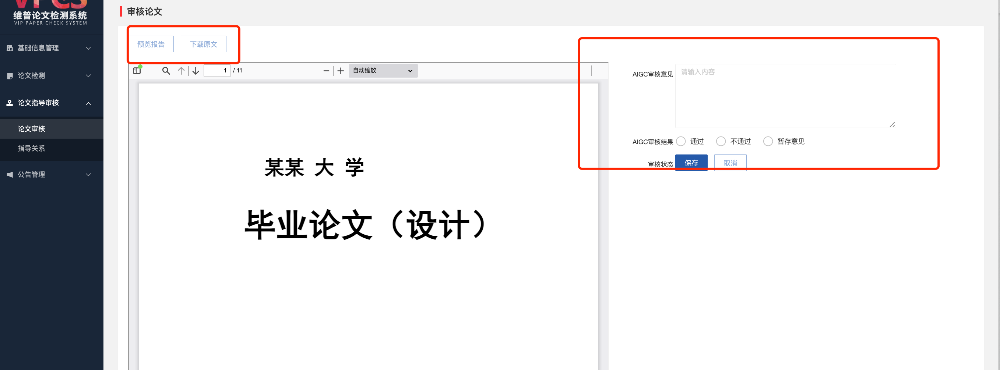 VPCS
维普论文检测系统
VIP PAPER CHECK SYSTEM
基础信息管理
论文检测
论文指导审核
论文审核
指导关系
公告管理
审核论文
预览报告 下载原文
1 / 11 自动缩放
某某 大 学
毕业论文（设计）
AIGC审核意见 请输入内容
AIGC审核结果 通过 不通过 暂存意见
审核状态 保存 取消